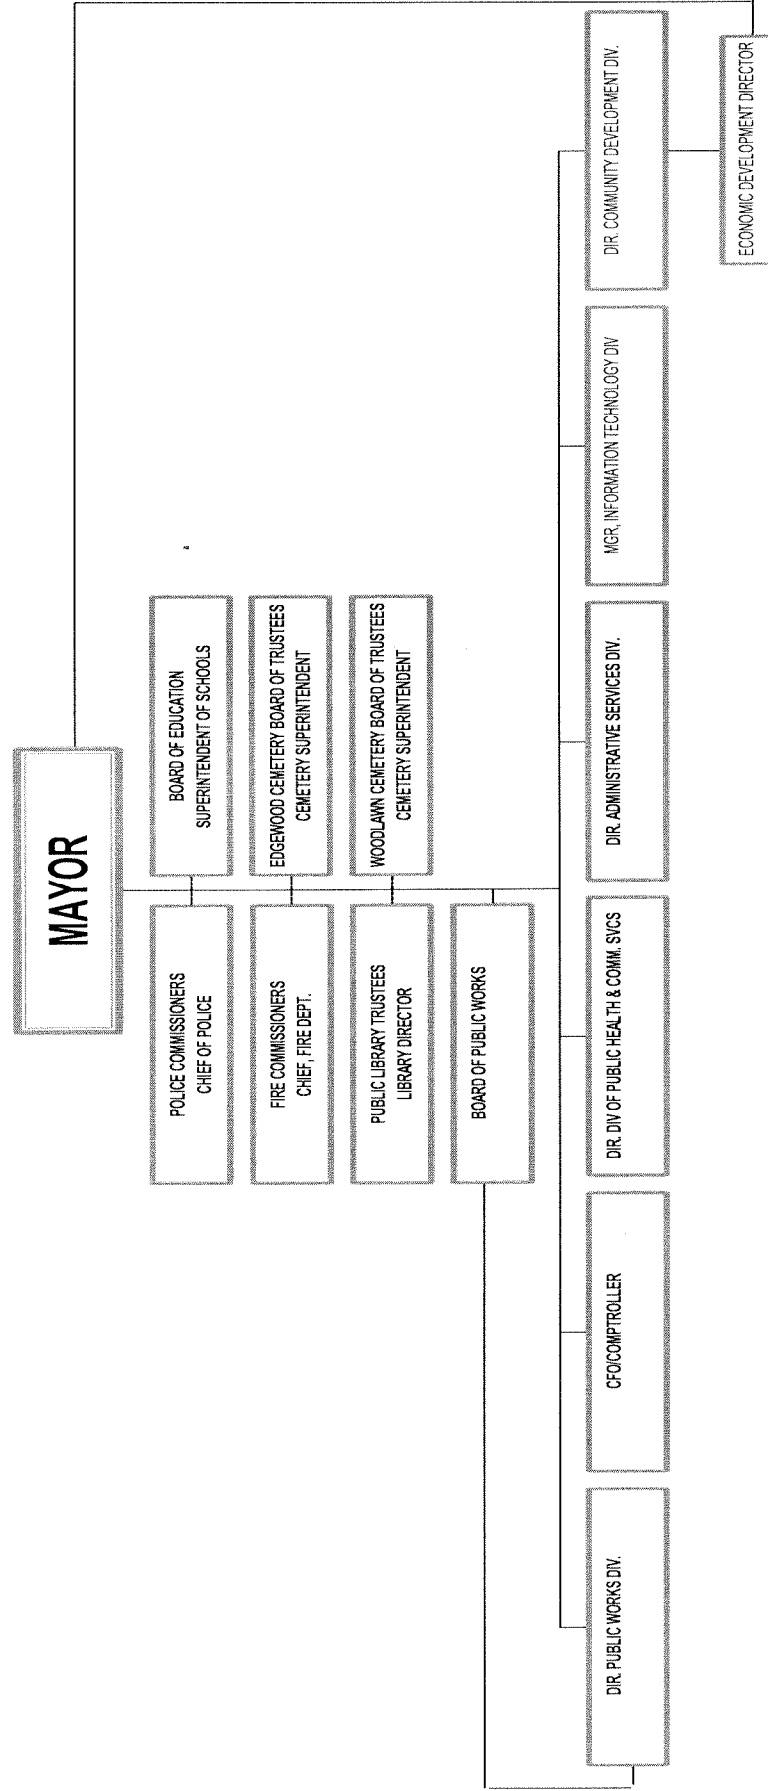 MAYOR
POLICE COMMISSIONERS
CHIEF OF POLICE
BOARD OF EDUCATION
SUPERINTENDENT OF SCHOOLS
FIRE COMMISSIONERS
CHIEF, FIRE DEPT.
EDGEWOOD CEMETERY BOARD OF TRUSTEES
CEMETERY SUPERINTENDENT
PUBLIC LIBRARY TRUSTEES
LIBRARY DIRECTOR
WOODLAWN CEMETERY BOARD OF TRUSTEES
CEMETERY SUPERINTENDENT
BOARD OF PUBLIC WORKS
DIR. PUBLIC WORKS DIV.
CFO/COMPTROLLER
DIR. DIV OF PUBLIC HEALTH & COMM. SVCS
DIR. ADMINISTRATIVE SERVICES DIV.
MGR, INFORMATION TECHNOLOGY DIV
DIR. COMMUNITY DEVELOPMENT DIV.
ECONOMIC DEVELOPMENT DIRECTOR